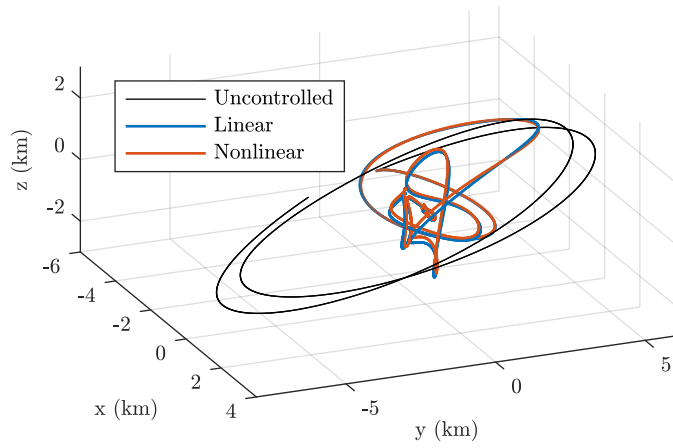 2
0
-2
z (km)
Uncontrolled
Linear
Nonlinear
-6
-4
-2
0
2
4
x (km)
-5
0
5
y (km)